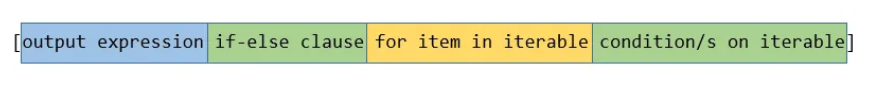 [output expression if-else clause for item in iterable condition/s on iterable]